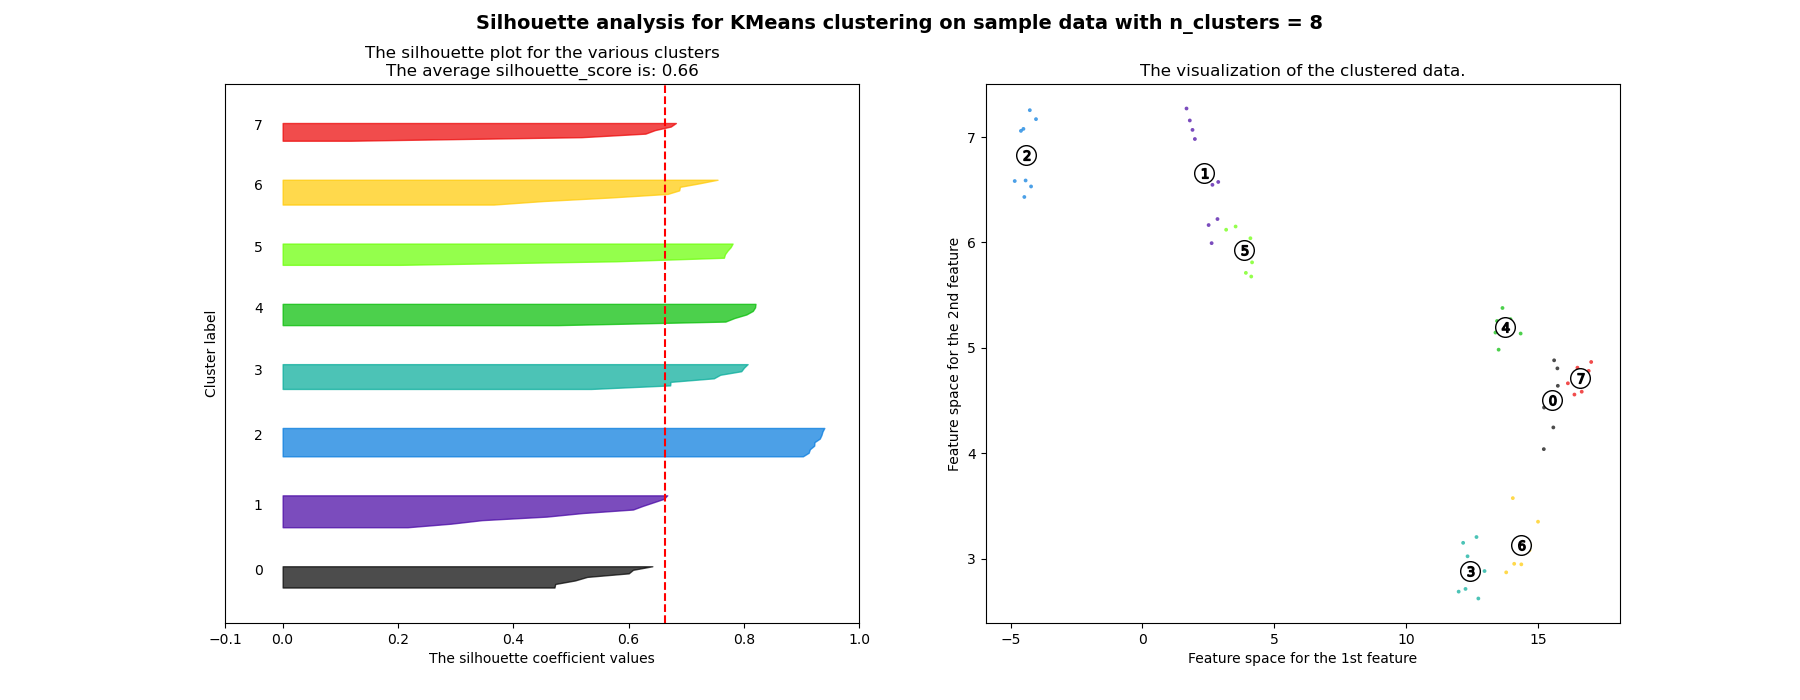 Silhouette analysis for KMeans clustering on sample data with n_clusters = 8
The silhouette plot for the various clusters
The average silhouette_score is: 0.66
7
6
5
4
3
2
1
0
Cluster label
−0.1 0.0 0.2 0.4 0.6 0.8 1.0
The silhouette coefficient values
The visualization of the clustered data.
7
6
5
4
3
Feature space for the 2nd feature
2
1
5
4
7
0
6
3
−5 0 5 10 15
Feature space for the 1st feature